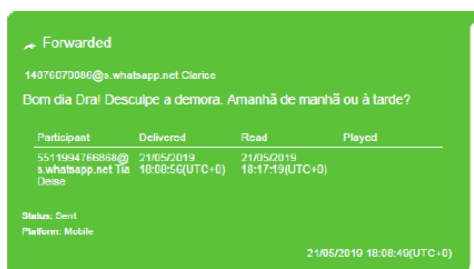 Forwarded
14076070086@s.whatsapp.net Clarice
Bom dia Dra! Desculpe a demora. Amanhã de manhã ou à tarde?
Participant Delivered Read Played
5511994766868@ 21/05/2019 21/05/2019
s.whatsapp.net Tia 18:08:56(UTC+0) 18:17:19(UTC+0)
Deise
Status: Sent
Platform: Mobile
21/05/2019 18:08:49(UTC+0)